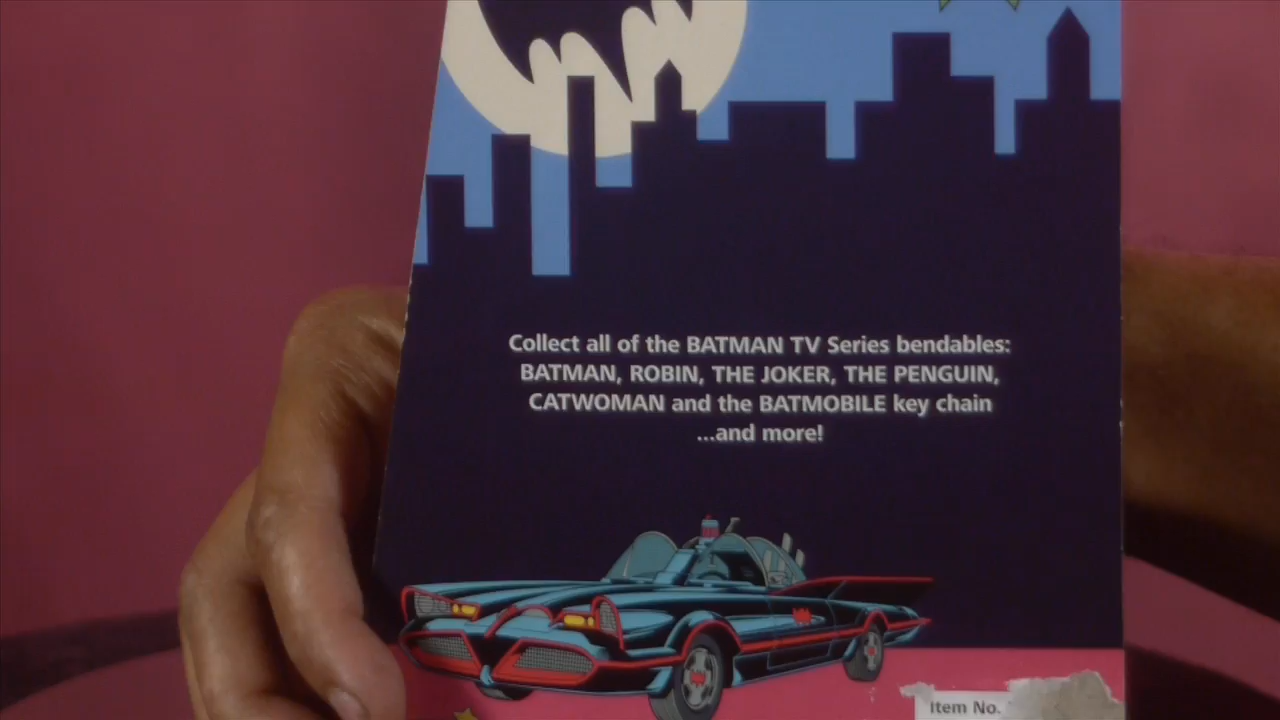 Collect all of the BATMAN TV Series bendables:
BATMAN, ROBIN, THE JOKER, THE PENGUIN,
CATWOMAN and the BATMOBILE key chain
...and more!
Item No.